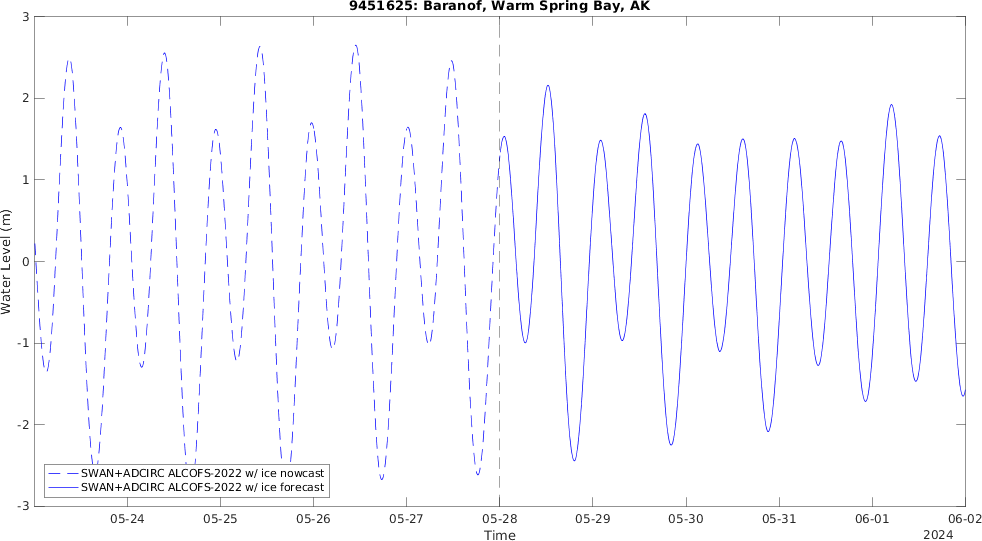 9451625: Baranof, Warm Spring Bay, AK
3
2
1
0
-1
-2
-3
Water Level (m)
SWAN+ADCIRC ALCOFS-2022 w/ ice nowcast
SWAN+ADCIRC ALCOFS-2022 w/ ice forecast
05-24 05-25 05-26 05-27 05-28 05-29 05-30 05-31 06-01 06-02
Time
2024